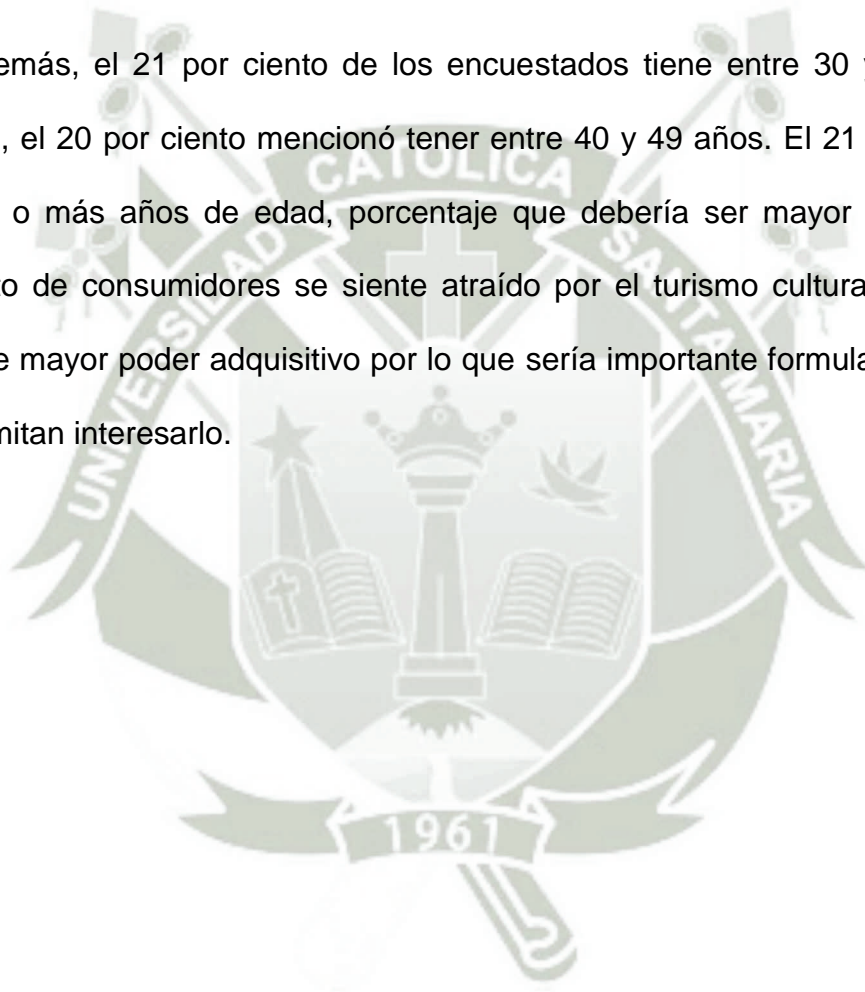 emás, el 21 por ciento de los encuestados tiene entre 30
, el 20 por ciento mencionó tener entre 40 y 49 años. El 21
o más años de edad, porcentaje que debería ser mayor
to de consumidores se siente atraído por el turismo cultura
e mayor poder adquisitivo por lo que sería importante formula
mitan interesarlo.
UNIVERSIDAD CATOLICA SANTA MARIA
1961